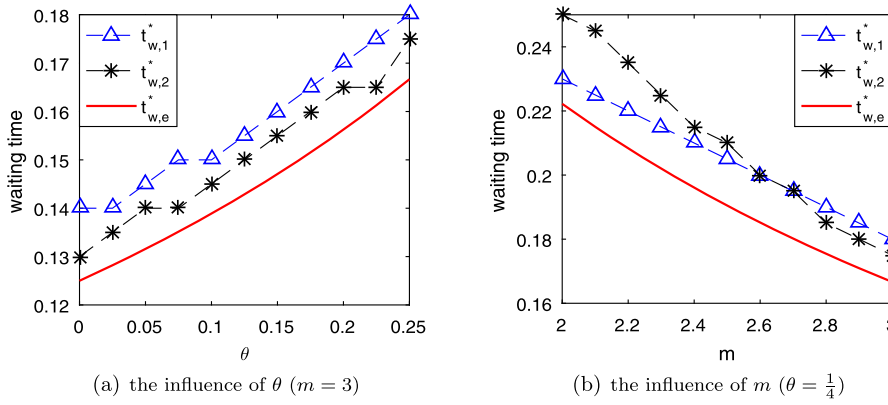 0.18
0.17
0.16
0.15
0.14
0.13
0.12
waiting time
t*w,1
t*w,2
t*w,e
0 0.05 0.1 0.15 0.2 0.25
θ
(a) the influence of θ (m = 3)
0.24
0.22
0.2
0.18
0.16
waiting time
t*w,1
t*w,2
t*w,e
2 2.2 2.4 2.6 2.8 3
m
(b) the influence of m (θ = 1/4)